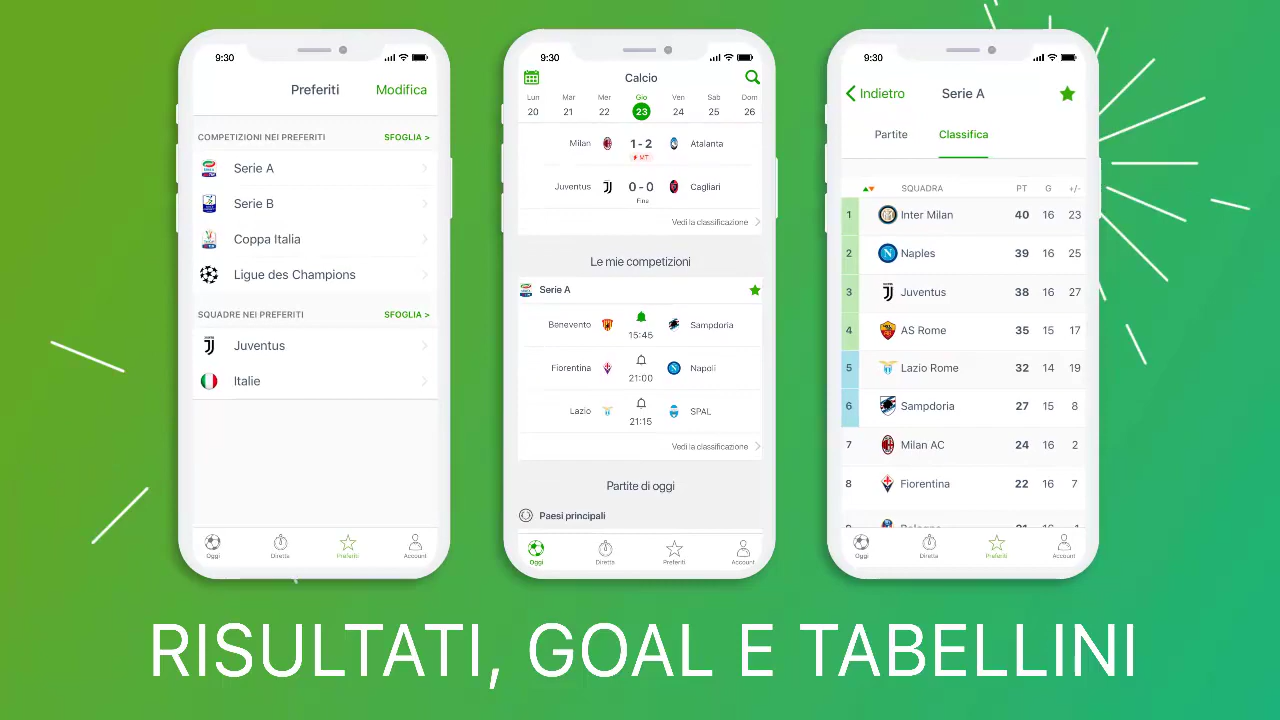 9:30
Preferiti Modifica
COMPETIZIONI NEI PREFERITI SFOGLIA >
Serie A
Serie B
Coppa Italia
Ligue des Champions
SQUADRE NEI PREFERITI SFOGLIA >
Juventus
Italie
Oggi Diretta Preferiti Account
9:30
Calcio
Lun Mar Mer Gio Ven Sab Dom
20 21 22 23 24 25 26
Milan 1 - 2 Atalanta
MT
Juventus 0 - 0 Cagliari
Fine
Vedi la classificazione >
Le mie competizioni
Serie A
Benevento 15:45 Sampdoria
Fiorentina 21:00 Napoli
Lazio 21:15 SPAL
Vedi la classificazione >
Partite di oggi
Paesi principali
Oggi Diretta Preferiti Account
9:30
Indietro Serie A
Partite Classifica
SQUADRA PT G +/-
1 Inter Milan 40 16 23
2 Naples 39 16 25
3 Juventus 38 16 27
4 AS Rome 35 15 17
5 Lazio Rome 32 14 19
6 Sampdoria 27 15 8
7 Milan AC 24 16 2
8 Fiorentina 22 16 7
9 Bologne 21 16
Oggi Diretta Preferiti Account
RISULTATI, GOAL E TABELLINI